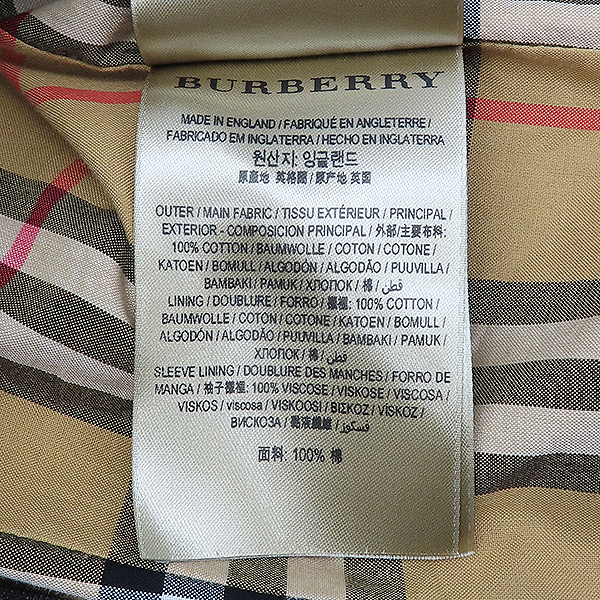 BURBERRY
MADE IN ENGLAND / FABRIQUÉ EN ANGLETERRE /
FABRICADO EM INGLATERRA / HECHO EN INGLATERRA
원산지: 잉글랜드
原産地 英格蘭 / 原产地 英国
OUTER / MAIN FABRIC / TISSU EXTÉRIEUR / PRINCIPAL /
EXTERIOR - COMPOSICION PRINCIPAL / 外部/主要布料:
100% COTTON / BAUMWOLLE / COTON / COTONE /
KATOEN / BOMULL / ALGODÓN / ALGODÃO / PUUVILLA /
BAMBAKI / PAMUK / ХЛОПОК / 棉 / قطن /
LINING / DOUBLURE / FORRO / 襯裡: 100% COTTON /
BAUMWOLLE / COTON / COTONE / KATOEN / BOMULL /
ALGODÓN / ALGODÃO / PUUVILLA / BAMBAKI / PAMUK /
ХЛОПОК / 棉 / قطن /
SLEEVE LINING / DOUBLURE DES MANCHES / FORRO DE
MANGA / 袖子襯裡: 100% VISCOSE / VISKOSE / VISCOSA /
VISKOS / viscosa / VISKOOSI / ΒΙΣΚΟΖ / VISKOZ /
ВИСКОЗА / 黏液纖維 / فسكوز /
面料: 100% 棉